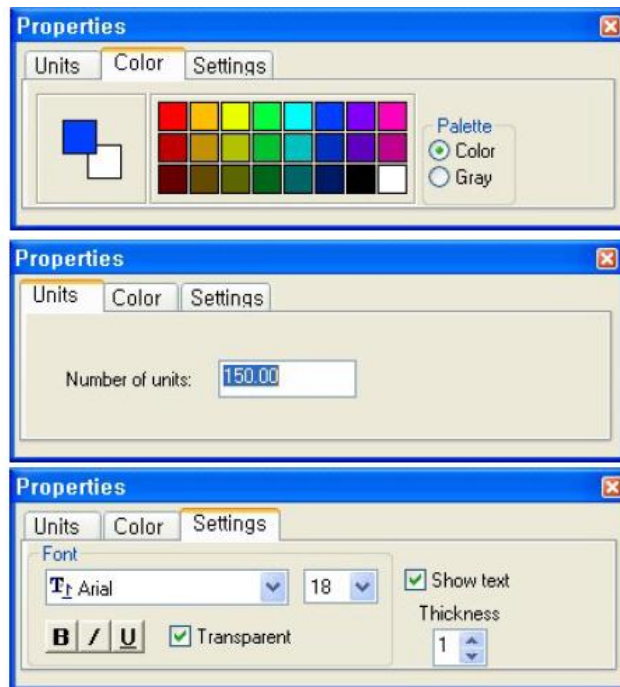 Properties
Units Color Settings
Palette
Color
Gray
Properties
Units Color Settings
Number of units: 150.00
Properties
Units Color Settings
Font
Arial 18 Show text
Thickness
B I U Transparent 1